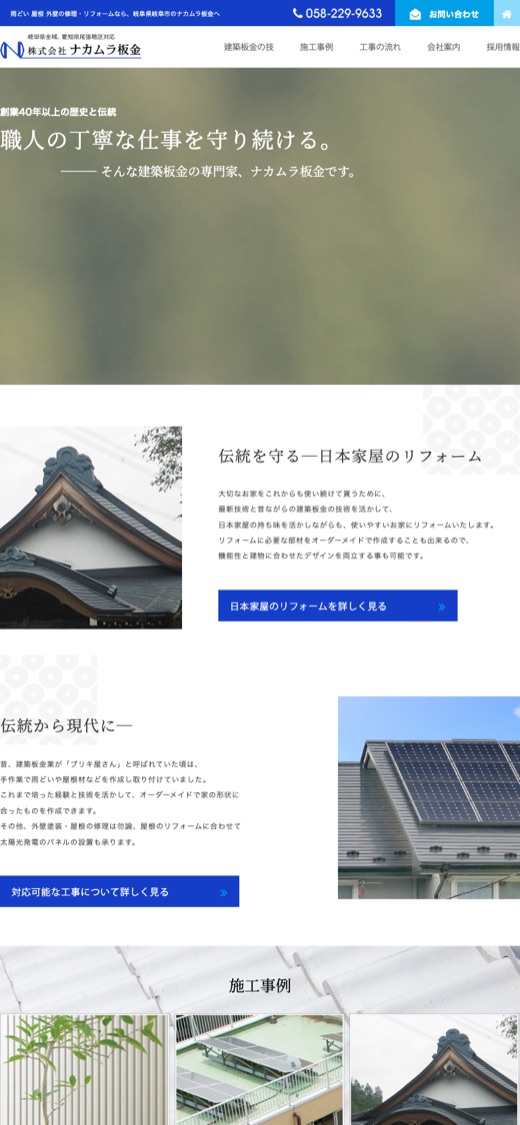 雨どい 屋根 外壁の修理・リフォームなら、岐阜県岐阜市のナカムラ板金へ
058-229-9633
お問い合わせ
岐阜県全域、愛知県尾張地区対応
株式会社 ナカムラ板金
建築板金の技 施工事例 工事の流れ 会社案内 採用情報
創業40年以上の歴史と伝統
職人の丁寧な仕事を守り続ける。
そんな建築板金の専門家、ナカムラ板金です。
伝統を守る―日本家屋のリフォーム
大切なお家をこれからも使い続けて貰うために、
最新技術と昔ながらの建築板金の技術を活かして、
日本家屋の持ち味を活かしながらも、使いやすいお家にリフォームいたします。
リフォームに必要な部材をオーダーメイドで作成することも出来るので、
機能性と建物に合わせたデザインを両立する事も可能です。
日本家屋のリフォームを詳しく見る
伝統から現代に―
昔、建築板金業が「ブリキ屋さん」と呼ばれていた頃は、
手作業で雨どいや屋根材などを作成し取り付けていました。
これまで培った経験と技術を活かして、オーダーメイドで家の形状に
合ったものを作成できます。
その他、外壁塗装・屋根の修理は勿論、屋根のリフォームに合わせて
太陽光発電のパネルの設置も承ります。
対応可能な工事について詳しく見る
施工事例